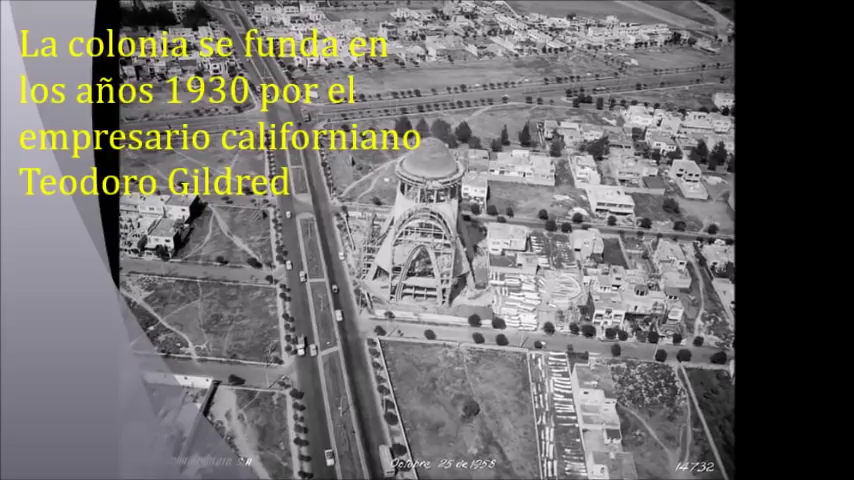 La colonia se funda en
los años 1930 por el
empresario californiano
Teodoro Gildred
S.A
Octubre 25 de 1958
14732